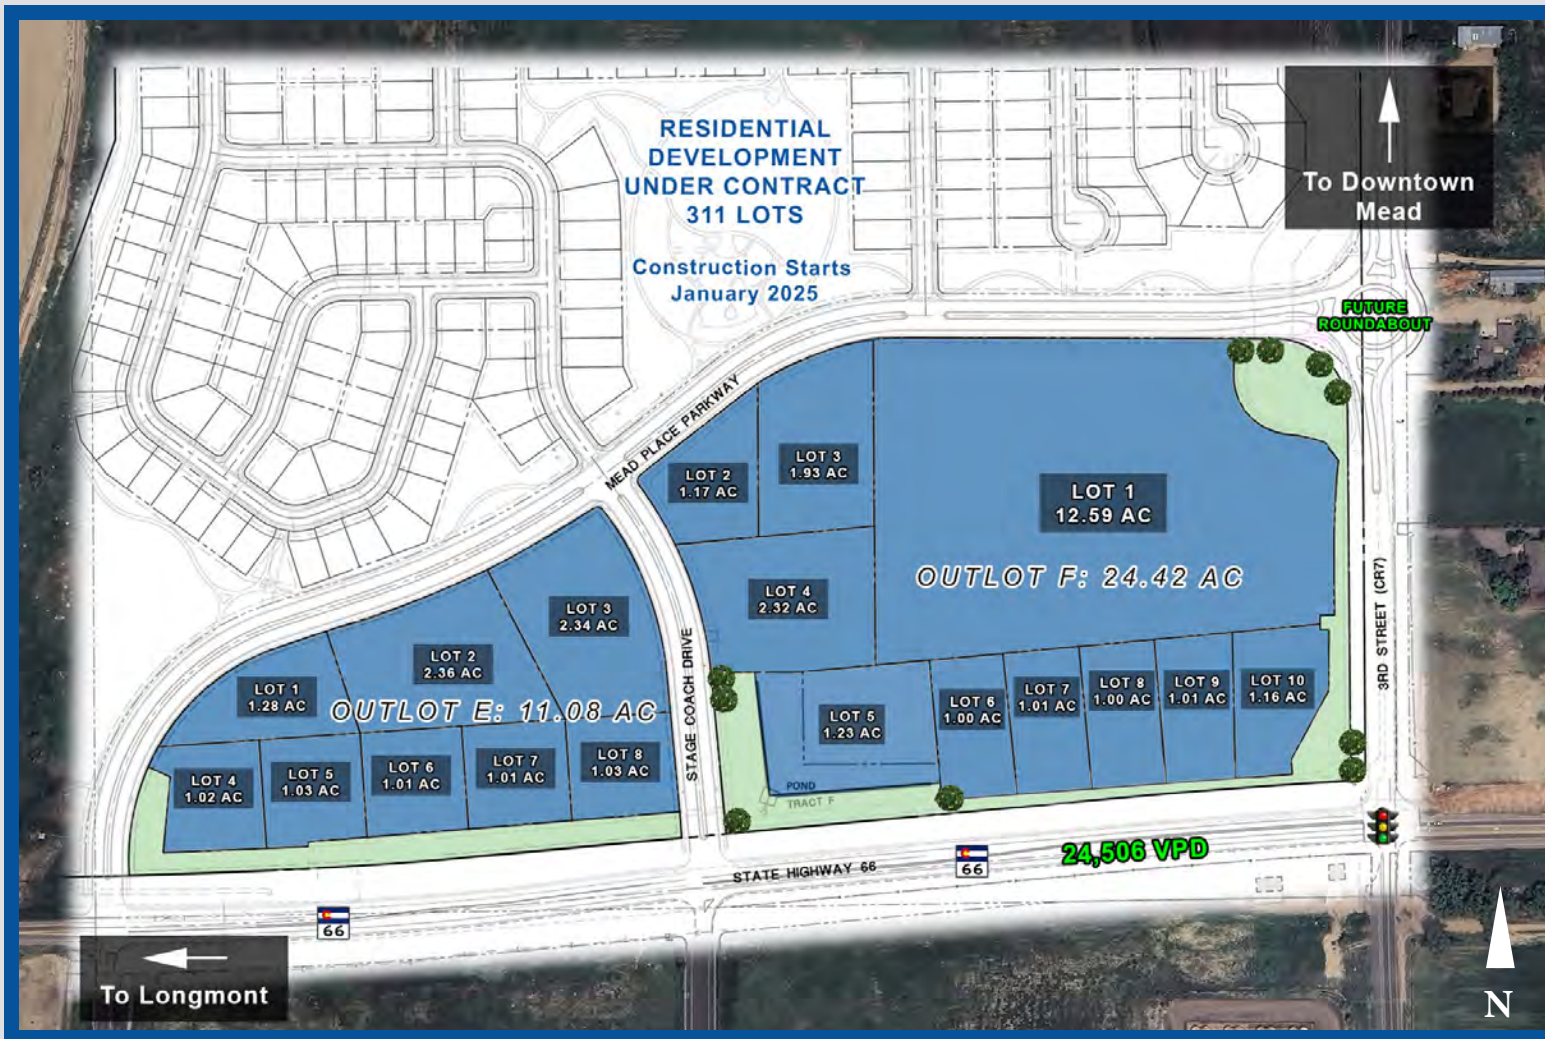 RESIDENTIAL
DEVELOPMENT
UNDER CONTRACT
311 LOTS
Construction Starts
January 2025
To Downtown
Mead
FUTURE
ROUNDABOUT
MEAD PLACE PARKWAY
LOT 2
1.17 AC
LOT 3
1.93 AC
LOT 1
12.59 AC
OUTLOT F: 24.42 AC
LOT 4
2.32 AC
LOT 3
2.34 AC
LOT 2
2.36 AC
LOT 1
1.28 AC
OUTLOT E: 11.08 AC
STAGE COACH DRIVE
3RD STREET (CR7)
LOT 5
1.23 AC
LOT 6
1.00 AC
LOT 7
1.01 AC
LOT 8
1.00 AC
LOT 9
1.01 AC
LOT 10
1.16 AC
LOT 4
1.02 AC
LOT 5
1.03 AC
LOT 6
1.01 AC
LOT 7
1.01 AC
LOT 8
1.03 AC
POND
TRACT F
24,506 VPD
STATE HIGHWAY 66
66
66
To Longmont
N